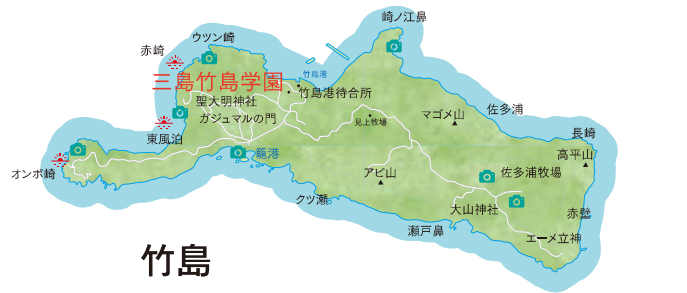 崎ノ江鼻
ウツン崎
赤崎
竹島港
三島竹島学園
竹島港待合所
聖大明神社
佐多浦
マゴメ山
ガジュマルの門
見上牧場
長崎
東風泊
籠港
高平山
オンボ崎
アビ山
佐多浦牧場
クツ瀬
大山神社
赤壁
瀬戸鼻
エーメ立神
竹島